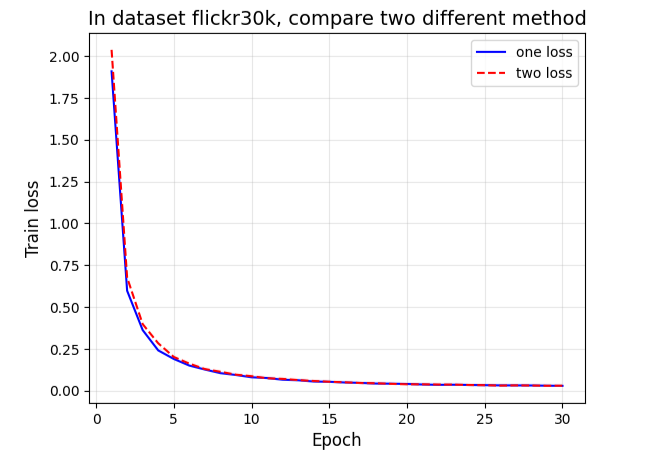 In dataset flickr30k, compare two different method
one loss
two loss
Train loss
2.00
1.75
1.50
1.25
1.00
0.75
0.50
0.25
0.00
0 5 10 15 20 25 30
Epoch